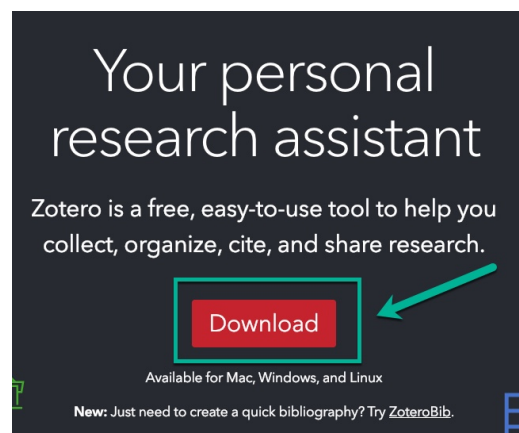 Your personal
research assistant
Zotero is a free, easy-to-use tool to help you
collect, organize, cite, and share research.
Download
Available for Mac, Windows, and Linux
New: Just need to create a quick bibliography? Try ZoteroBib.